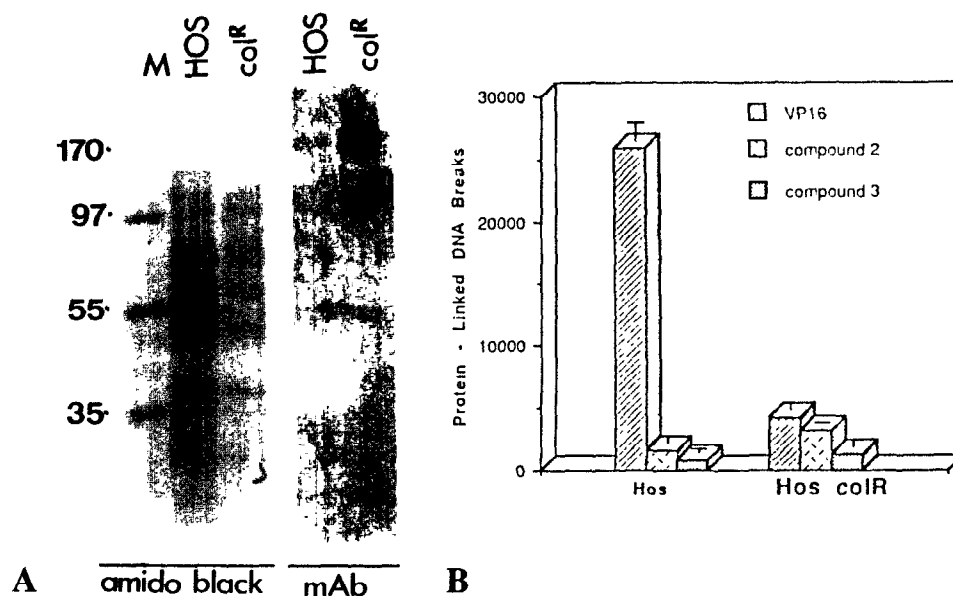 M HOS colR HOS colR
170·
97·
55·
35·
A
amido black
mAb
30000
20000
10000
0
Protein - Linked DNA Breaks
VP16
compound 2
compound 3
Hos
Hos colR
B